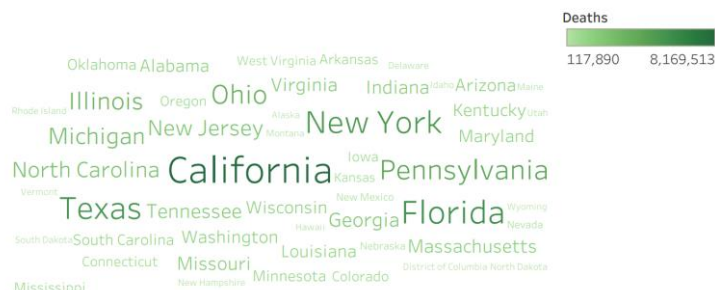 Deaths
117,890 8,169,513
West Virginia Arkansas
Oklahoma Alabama Delaware
Virginia Indiana Idaho Arizona Maine
Illinois Oregon Ohio
Rhode Island Alaska New York Kentucky Utah
Michigan New Jersey Montana Maryland
North Carolina California Iowa Pennsylvania
Kansas
Vermont New Mexico
Texas Tennessee Wisconsin Georgia Florida Wyoming
Hawaii Nevada
South Dakota South Carolina Washington Nebraska Massachusetts
Connecticut Missouri Louisiana District of Columbia North Dakota
New Hampshire Minnesota Colorado
Mississippi